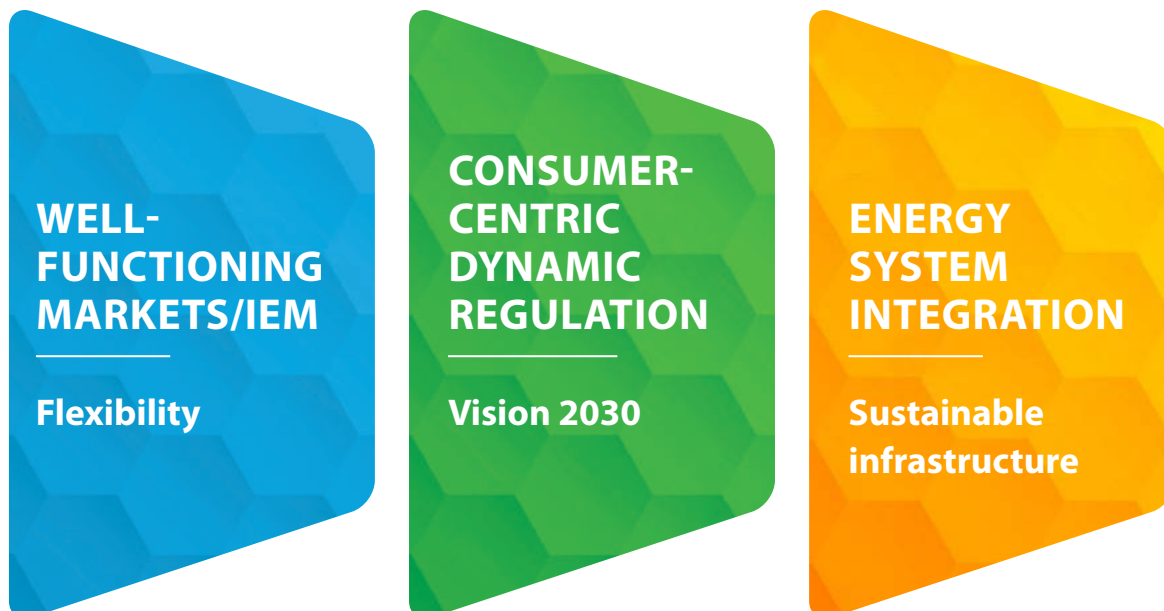 WELL-
FUNCTIONING
MARKETS/IEM
Flexibility
CONSUMER-
CENTRIC
DYNAMIC
REGULATION
Vision 2030
ENERGY
SYSTEM
INTEGRATION
Sustainable
infrastructure